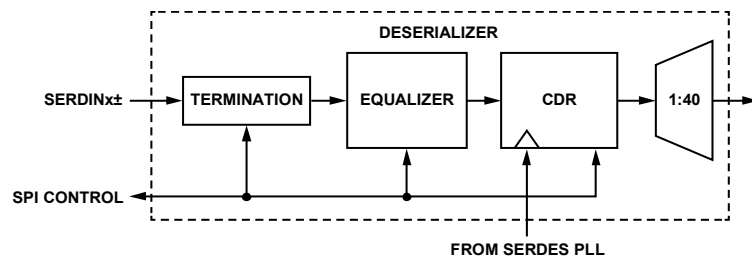 DESERIALIZER
SERDINx±
TERMINATION
EQUALIZER
CDR
1:40
SPI CONTROL
FROM SERDES PLL